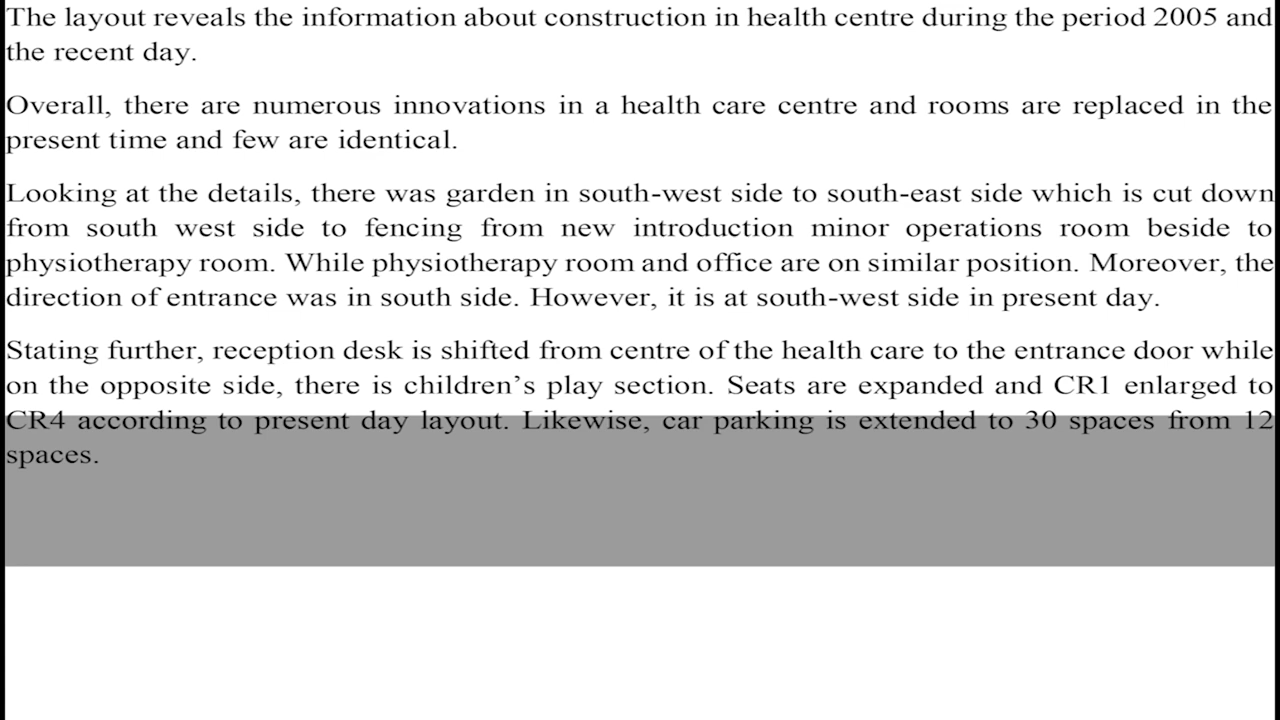 The layout reveals the information about construction in health centre during the period 2005 and
the recent day.
Overall, there are numerous innovations in a health care centre and rooms are replaced in the
present time and few are identical.
Looking at the details, there was garden in south-west side to south-east side which is cut down
from south west side to fencing from new introduction minor operations room beside to
physiotherapy room. While physiotherapy room and office are on similar position. Moreover, the
direction of entrance was in south side. However, it is at south-west side in present day.
Stating further, reception desk is shifted from centre of the health care to the entrance door while
on the opposite side, there is children’s play section. Seats are expanded and CR1 enlarged to
CR4 according to present day layout. Likewise, car parking is extended to 30 spaces from 12
spaces.